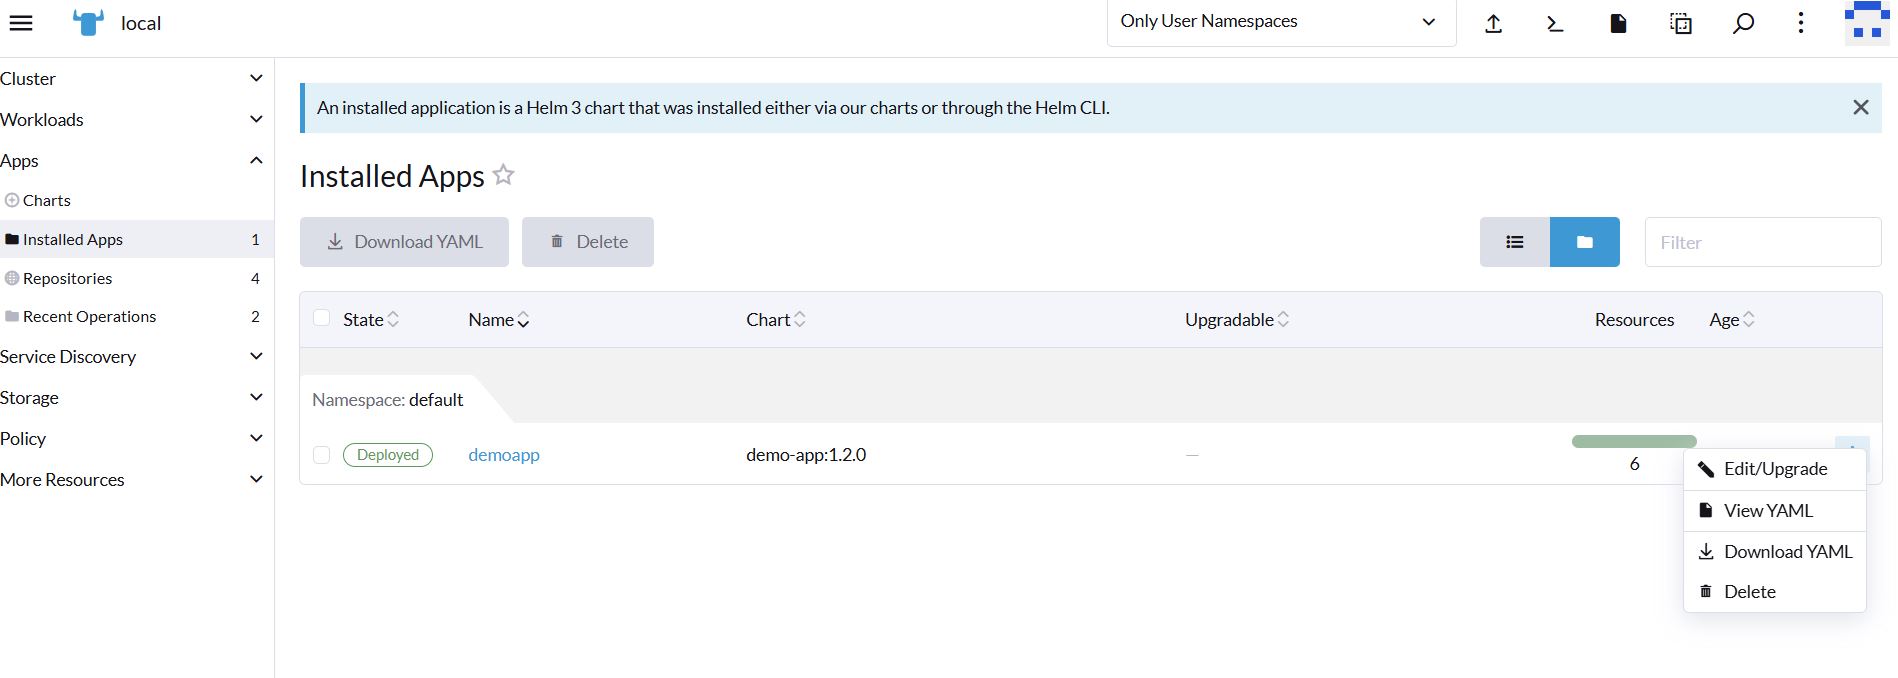 local
Only User Namespaces
Cluster
Workloads
Apps
Charts
Installed Apps 1
Repositories 4
Recent Operations 2
Service Discovery
Storage
Policy
More Resources
An installed application is a Helm 3 chart that was installed either via our charts or through the Helm CLI.
Installed Apps
Download YAML Delete Filter
State Name Chart Upgradable Resources Age
Namespace: default
Deployed demoapp demo-app:1.2.0 — 6
Edit/Upgrade
View YAML
Download YAML
Delete